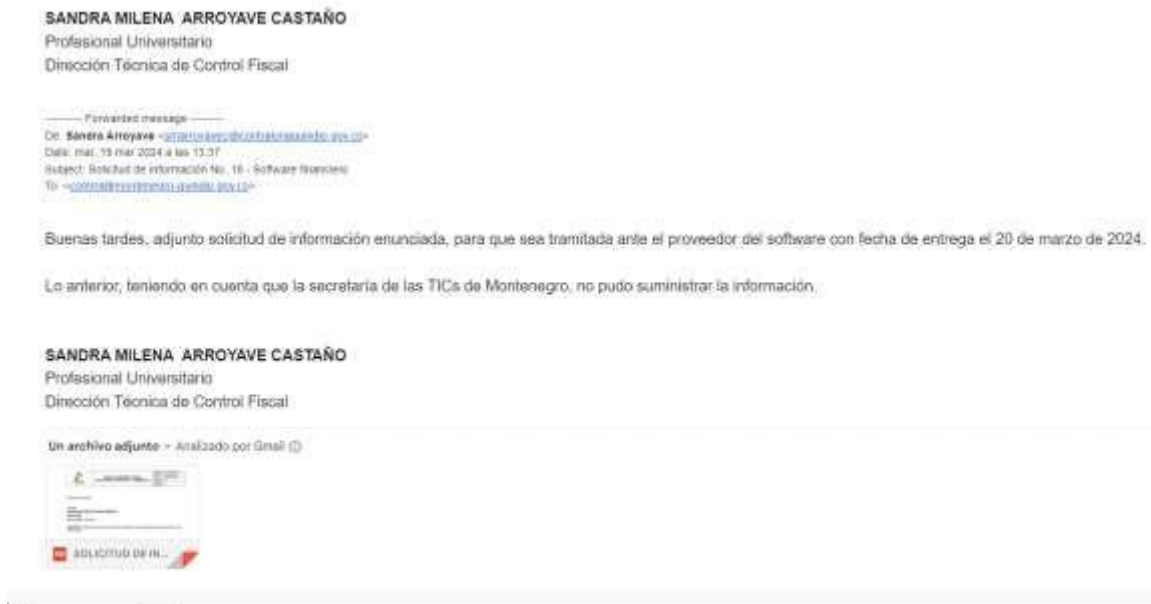 SANDRA MILENA ARROYAVE CASTAÑO
Profesional Universitario
Dirección Técnica de Control Fiscal
---------- Forwarded message ---------
De: Sandra Arroyave
Date: mar, 19 mar 2024 a las 13:37
Subject: Solicitud de información No. 16 - Software financiero
To:
Buenas tardes, adjunto solicitud de información enunciada, para que sea tramitada ante el proveedor del software con fecha de entrega el 20 de marzo de 2024.
Lo anterior, teniendo en cuenta que la secretaría de las TICs de Montenegro, no pudo suministrar la información.
SANDRA MILENA ARROYAVE CASTAÑO
Profesional Universitario
Dirección Técnica de Control Fiscal
Un archivo adjunto • Analizado por Gmail
SOLICITUD DE IN...